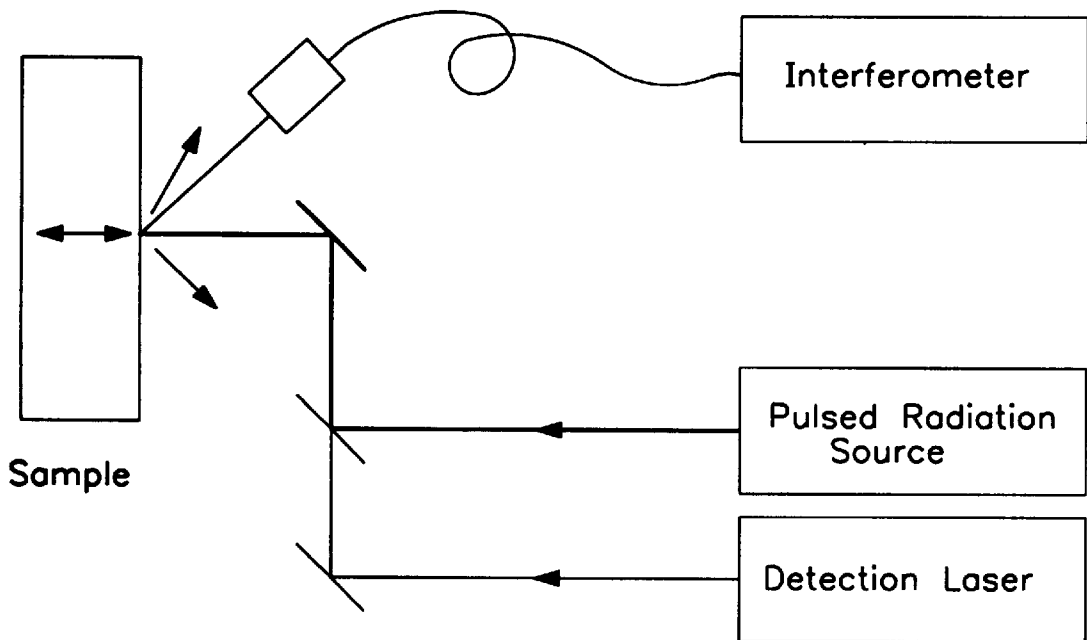 Interferometer
Pulsed Radiation
Source
Sample
Detection Laser